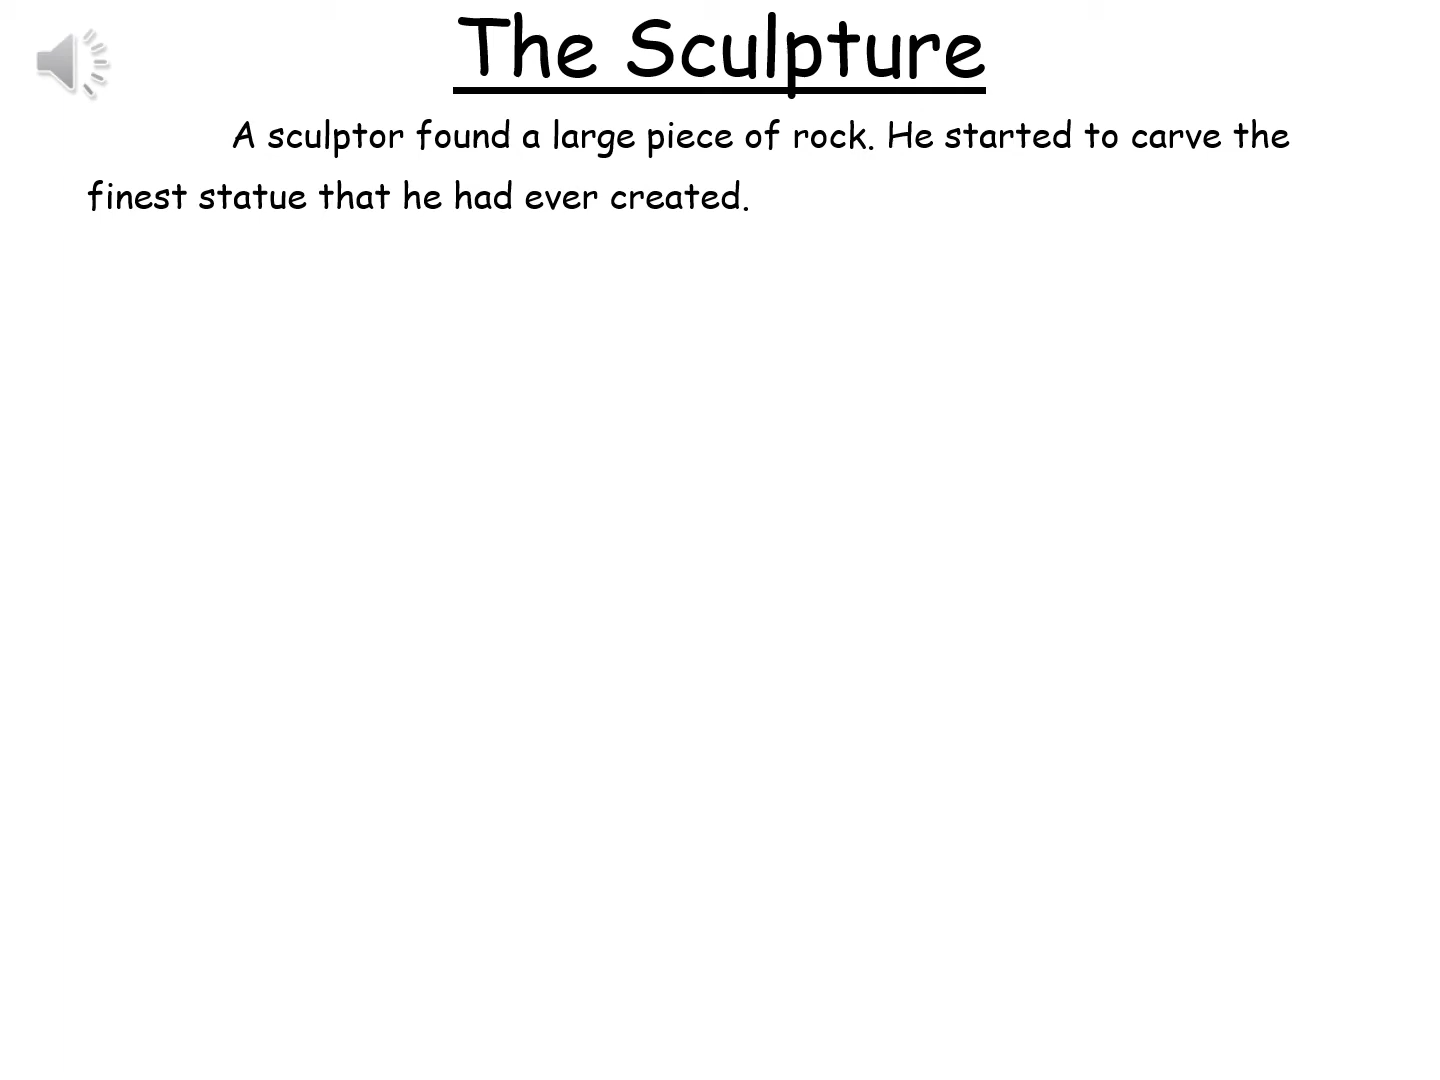 The Sculpture
A sculptor found a large piece of rock. He started to carve the
finest statue that he had ever created.